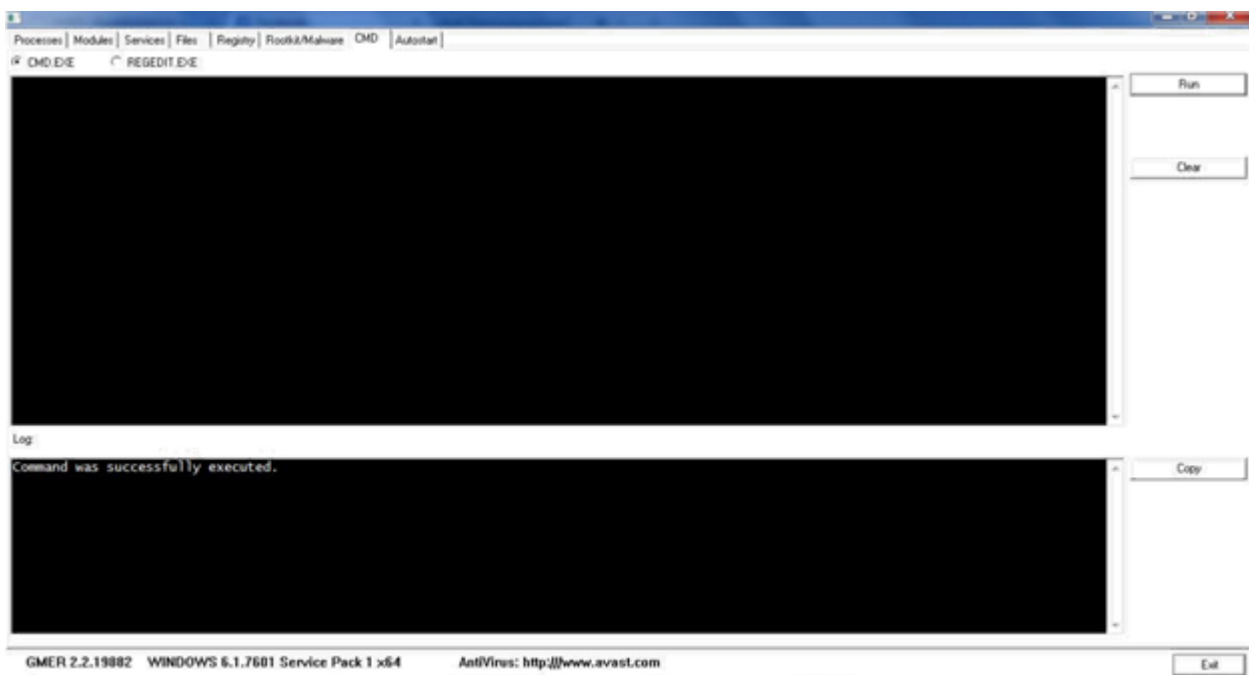 Processes Modules Services Files Registry Rootkit/Malware CMD Autostart
CMD.EXE REGEDIT.EXE
Run
Clear
Log:
Command was successfully executed.
Copy
GMER 2.2.19882 WINDOWS 6.1.7601 Service Pack 1 x64 AntiVirus: http:///www.avast.com
Exit